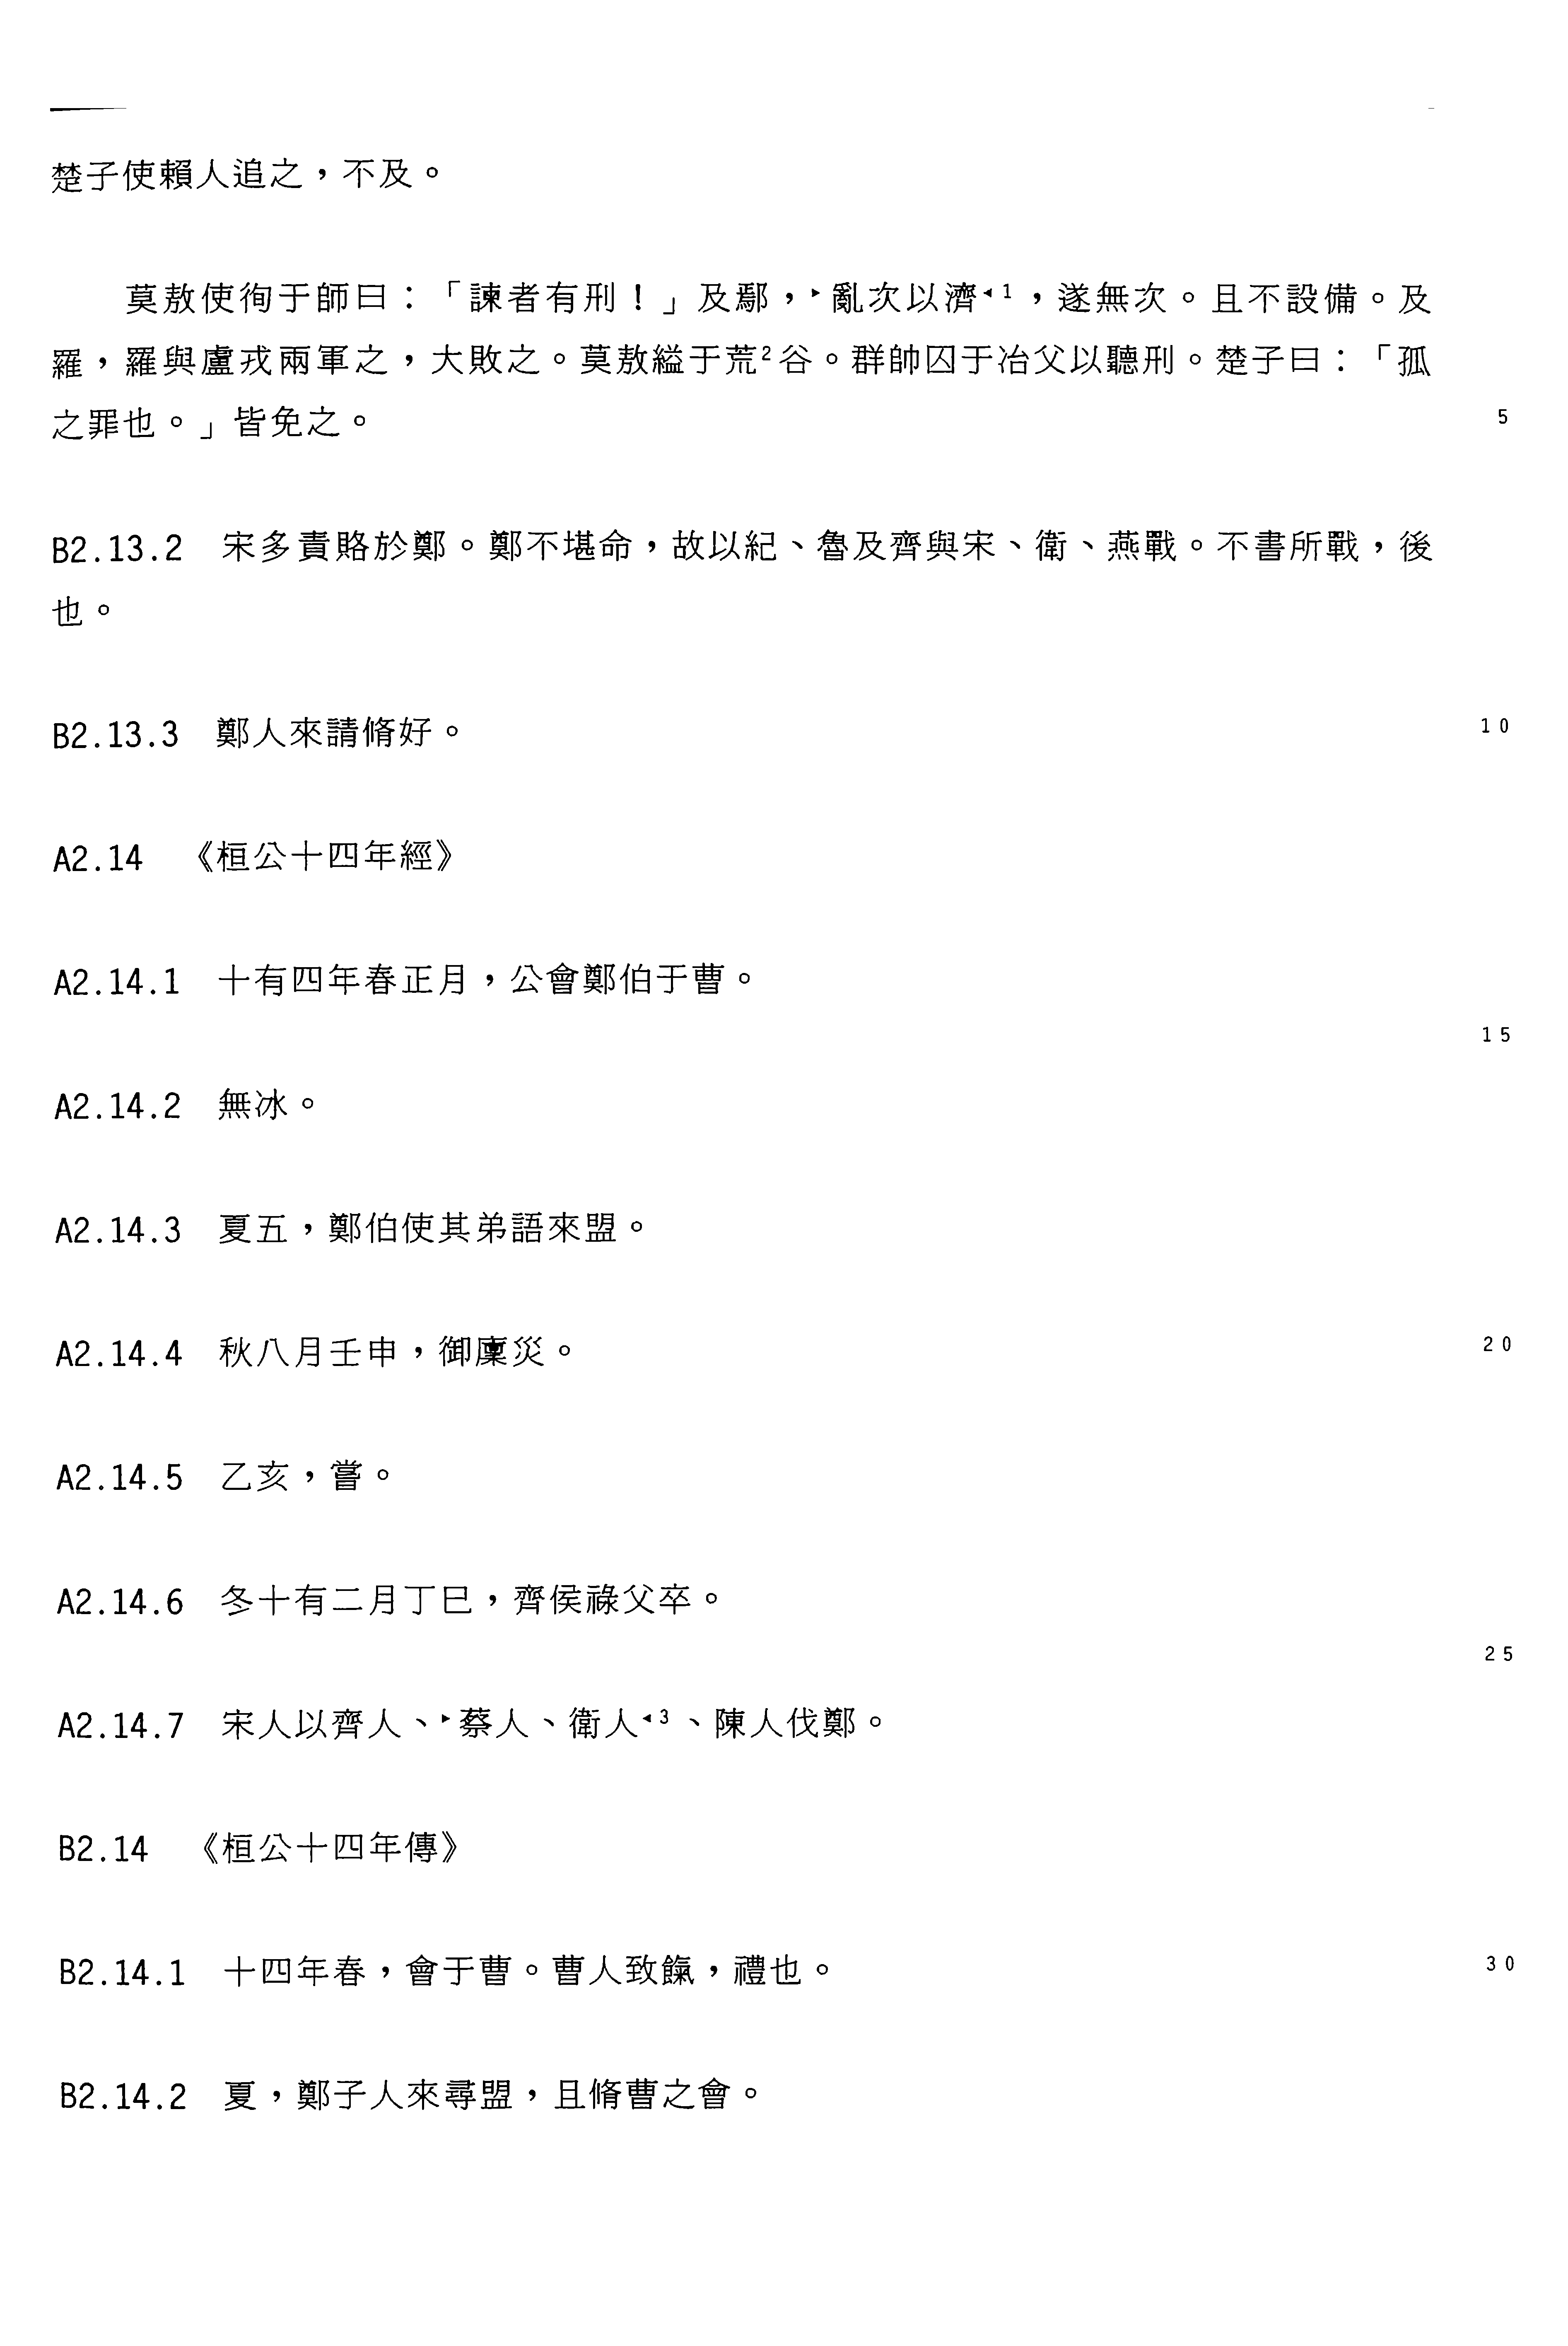 楚子使賴人追之，不及。
莫敖使徇于師曰：「諫者有刑！」及鄢，▸亂次以濟◂1，遂無次。且不設備。及
羅，羅與盧戎兩軍之，大敗之。莫敖縊于荒2谷。群帥囚于冶父以聽刑。楚子曰：「孤
之罪也。」皆免之。 5
B2.13.2 宋多責賂於鄭。鄭不堪命，故以紀、魯及齊與宋、衛、燕戰。不書所戰，後
也。
B2.13.3 鄭人來請脩好。 10
A2.14 《桓公十四年經》
A2.14.1 十有四年春正月，公會鄭伯于曹。
15
A2.14.2 無冰。
A2.14.3 夏五，鄭伯使其弟語來盟。
A2.14.4 秋八月壬申，御廩災。 20
A2.14.5 乙亥，嘗。
A2.14.6 冬十有二月丁巳，齊侯祿父卒。
25
A2.14.7 宋人以齊人、▸蔡人、衛人◂3、陳人伐鄭。
B2.14 《桓公十四年傳》
B2.14.1 十四年春，會于曹。曹人致餼，禮也。 30
B2.14.2 夏，鄭子人來尋盟，且脩曹之會。